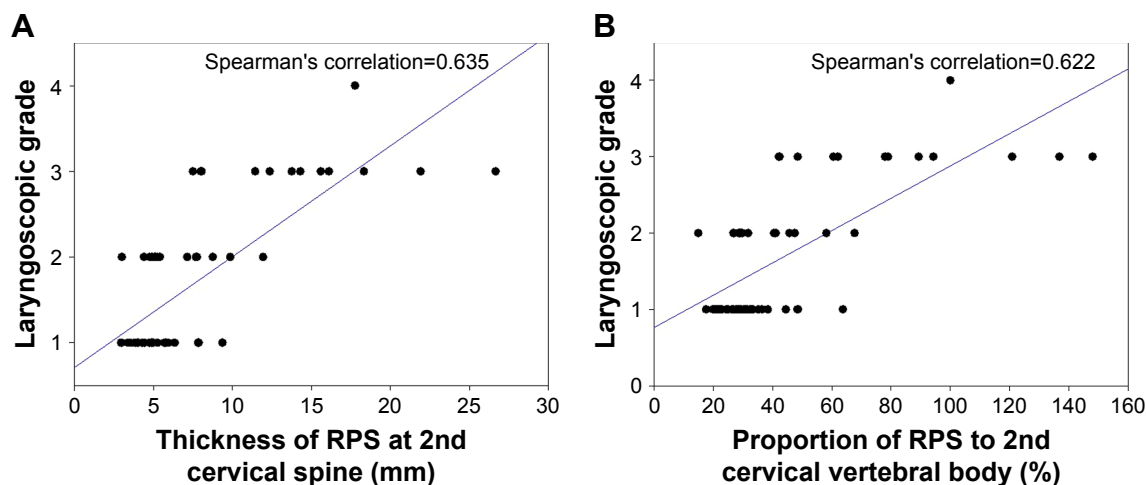 A
Spearman's correlation=0.635
Laryngoscopic grade
4
3
2
1
0 5 10 15 20 25 30
Thickness of RPS at 2nd
cervical spine (mm)
B
Spearman's correlation=0.622
Laryngoscopic grade
4
3
2
1
0
0 20 40 60 80 100 120 140 160
Proportion of RPS to 2nd
cervical vertebral body (%)